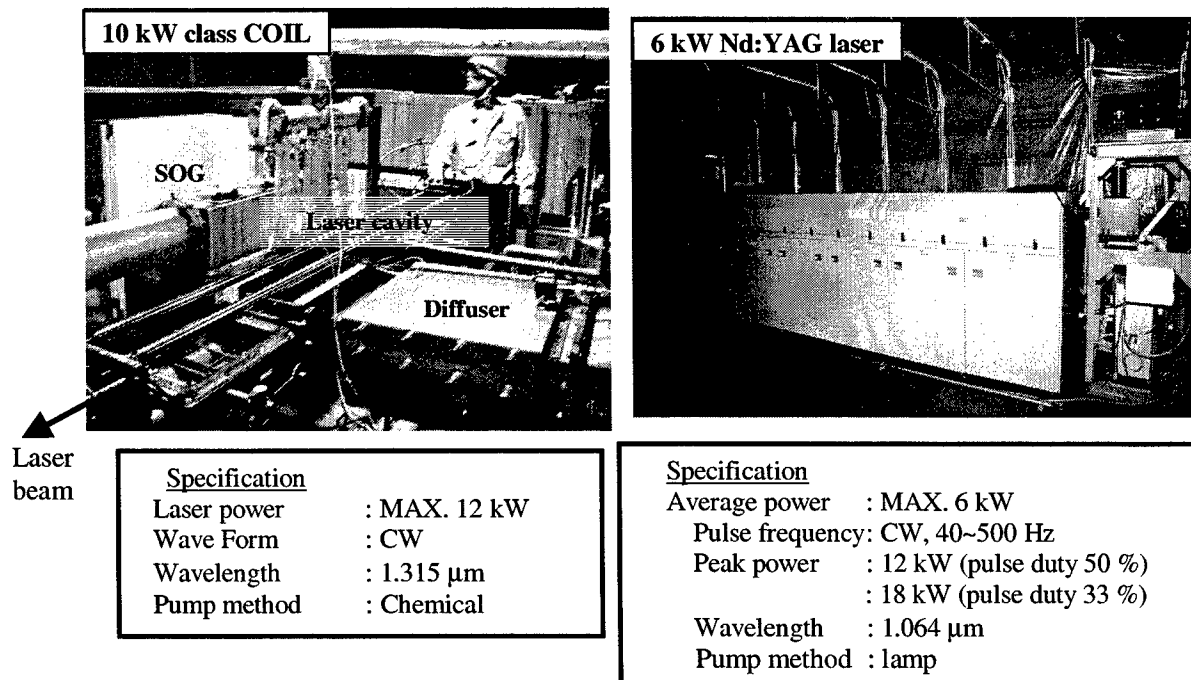 10 kW class COIL
SOG
Laser cavity
Diffuser
Laser
beam
Specification
Laser power : MAX. 12 kW
Wave Form : CW
Wavelength : 1.315 μm
Pump method : Chemical
6 kW Nd:YAG laser
Specification
Average power : MAX. 6 kW
Pulse frequency: CW, 40~500 Hz
Peak power : 12 kW (pulse duty 50 %)
: 18 kW (pulse duty 33 %)
Wavelength : 1.064 μm
Pump method : lamp